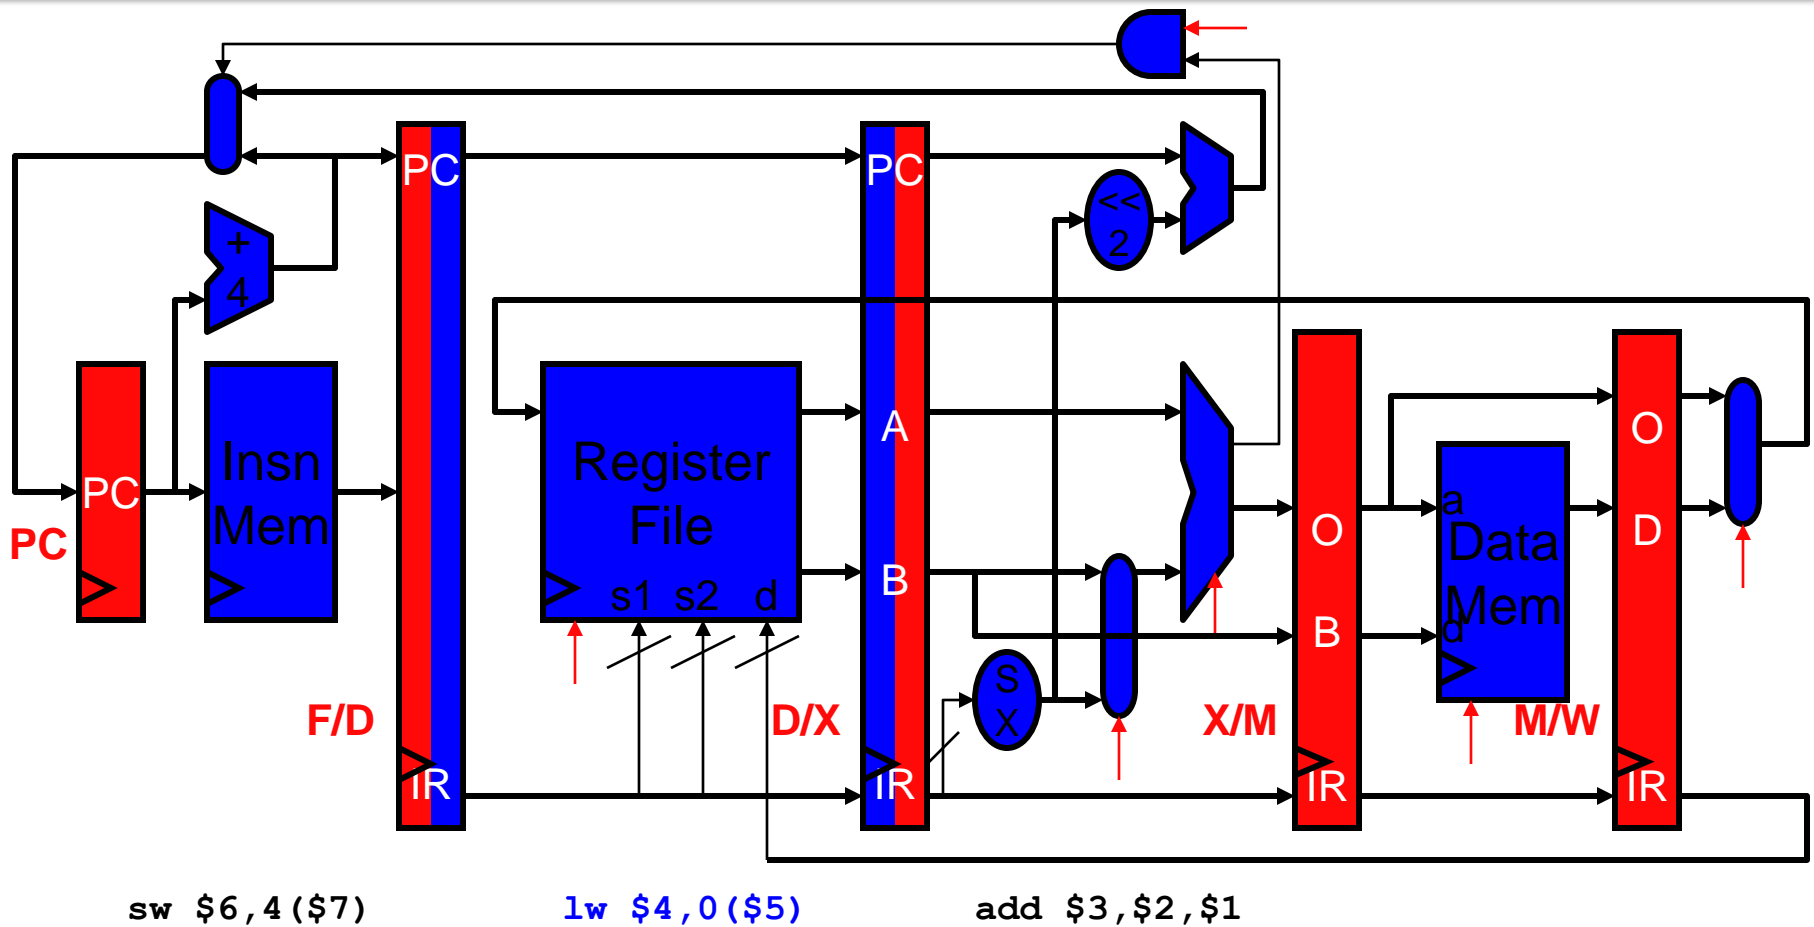 PC
PC
<<
2
+
4
A
O
Insn
Mem
Register
File
PC
PC
a
Data
Mem
d
O
D
B
B
s1 s2 d
S
X
F/D
D/X
X/M
M/W
IR
IR
IR
IR
sw $6,4($7)
lw $4,0($5)
add $3,$2,$1